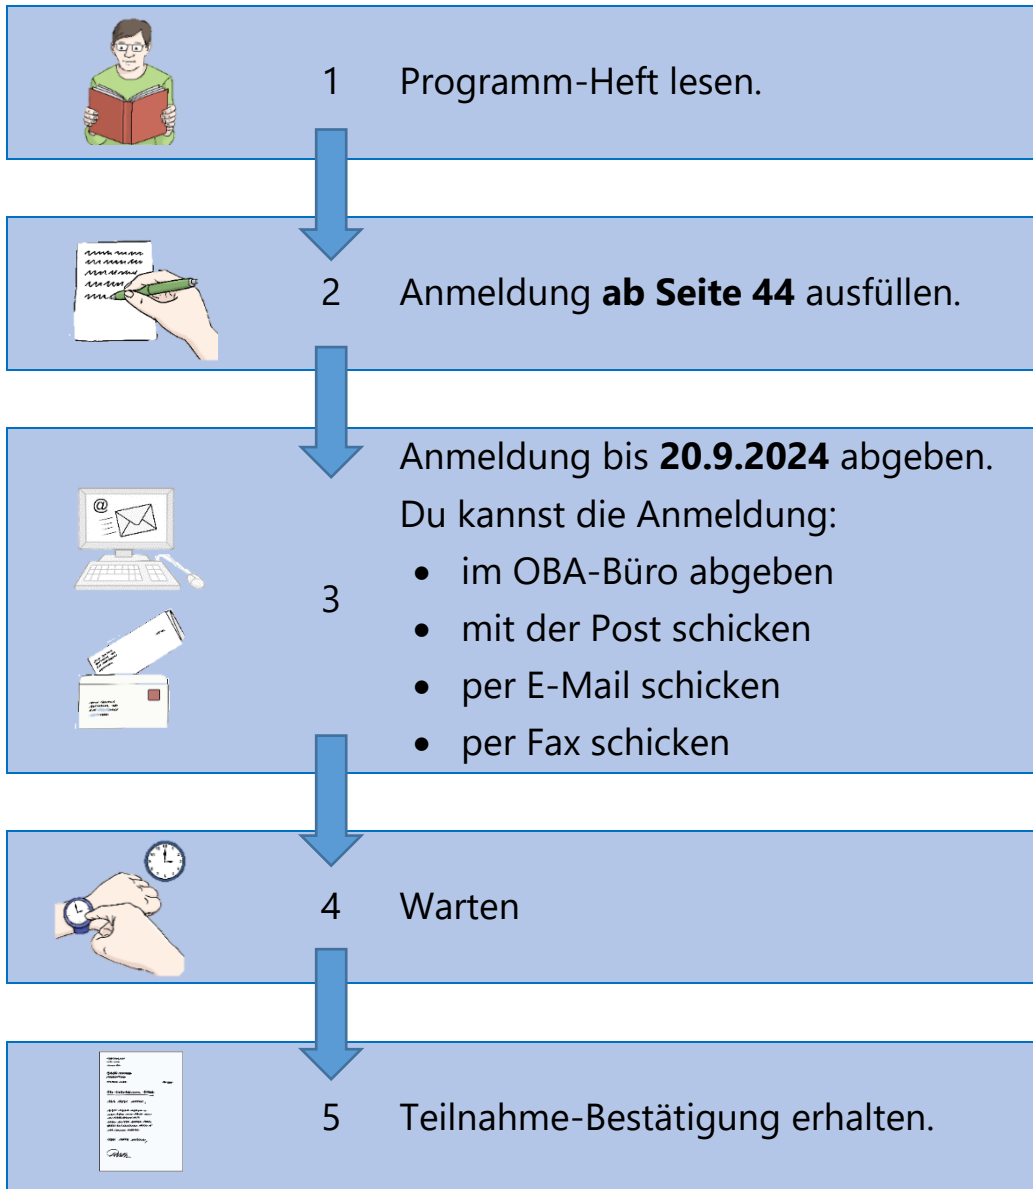 1 Programm-Heft lesen.
2 Anmeldung ab Seite 44 ausfüllen.
Anmeldung bis 20.9.2024 abgeben.
Du kannst die Anmeldung:
• im OBA-Büro abgeben
3
• mit der Post schicken
• per E-Mail schicken
• per Fax schicken
@
4 Warten
5 Teilnahme-Bestätigung erhalten.